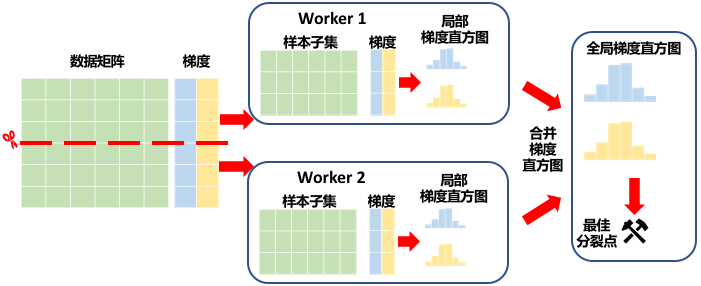 数据矩阵
梯度
Worker 1
样本子集
梯度
局部
梯度直方图
Worker 2
样本子集
梯度
局部
梯度直方图
合并
梯度
直方图
全局梯度直方图
最佳
分裂点